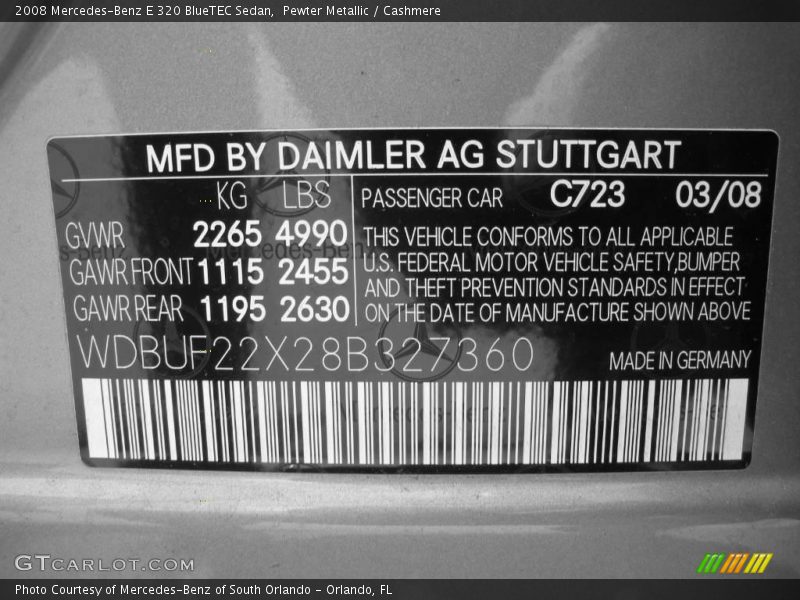 2008 Mercedes-Benz E 320 BlueTEC Sedan,  Pewter Metallic / Cashmere
MFD BY DAIMLER AG STUTTGART
KG LBS PASSENGER CAR C723 03/08
GVWR 2265 4990 THIS VEHICLE CONFORMS TO ALL APPLICABLE
GAWR FRONT 1115 2455 U.S. FEDERAL MOTOR VEHICLE SAFETY,BUMPER
GAWR REAR 1195 2630 AND THEFT PREVENTION STANDARDS IN EFFECT
ON THE DATE OF MANUFACTURE SHOWN ABOVE
WDBUF22X28B327360 MADE IN GERMANY
GTCARLOT.COM
Photo Courtesy of Mercedes-Benz of South Orlando - Orlando, FL